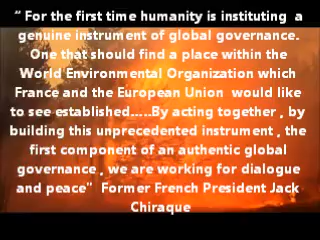 “ For the first time humanity is instituting  a
genuine instrument of global governance.
One that should find a place within the
World Environmental Organization which
France and the European Union  would like
to see established.....By acting together , by
building this unprecedented instrument , the
first component of an authentic global
governance , we are working for dialogue
and peace”  Former French President Jack
Chiraque